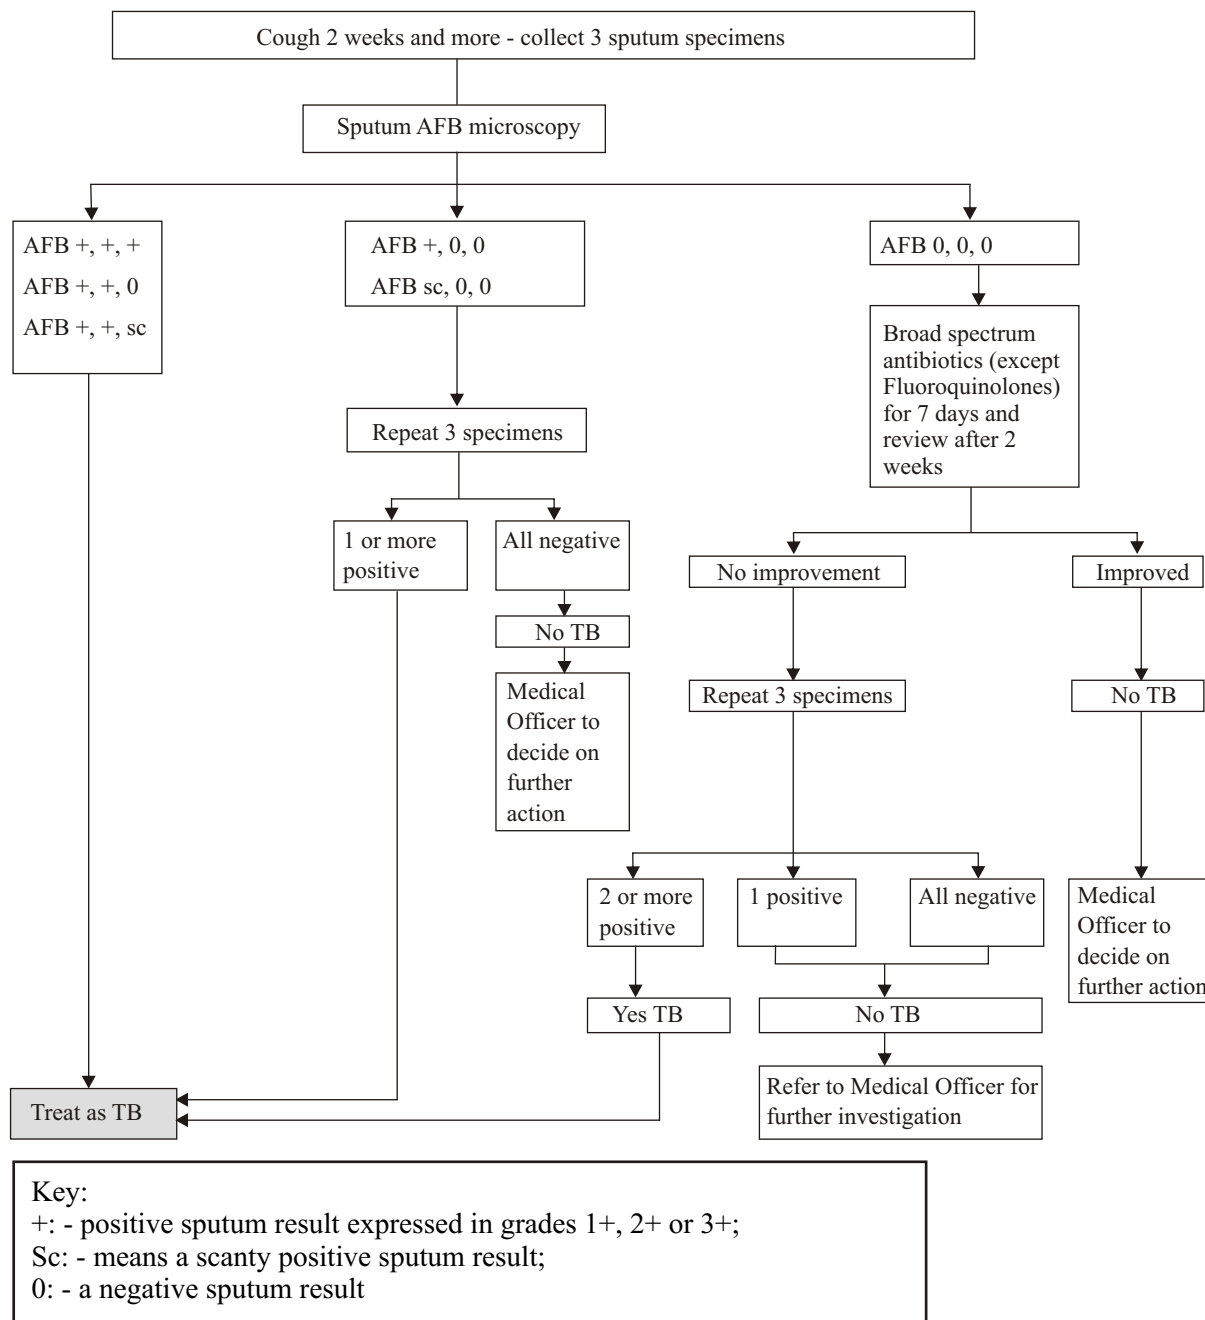 Cough 2 weeks and more - collect 3 sputum specimens
Sputum AFB microscopy
AFB +, +, +
AFB +, +, 0
AFB +, +, sc
AFB +, 0, 0
AFB sc, 0, 0
AFB 0, 0, 0
Broad spectrum
antibiotics (except
Fluoroquinolones)
for 7 days and
review after 2
weeks
Repeat 3 specimens
1 or more
positive
All negative
No TB
Medical
Officer to
decide on
further
action
No improvement
Improved
Repeat 3 specimens
No TB
2 or more
positive
1 positive
All negative
Medical
Officer to
decide on
further action
Yes TB
No TB
Refer to Medical Officer for
further investigation
Treat as TB
Key:
+: - positive sputum result expressed in grades 1+, 2+ or 3+;
Sc: - means a scanty positive sputum result;
0: - a negative sputum result